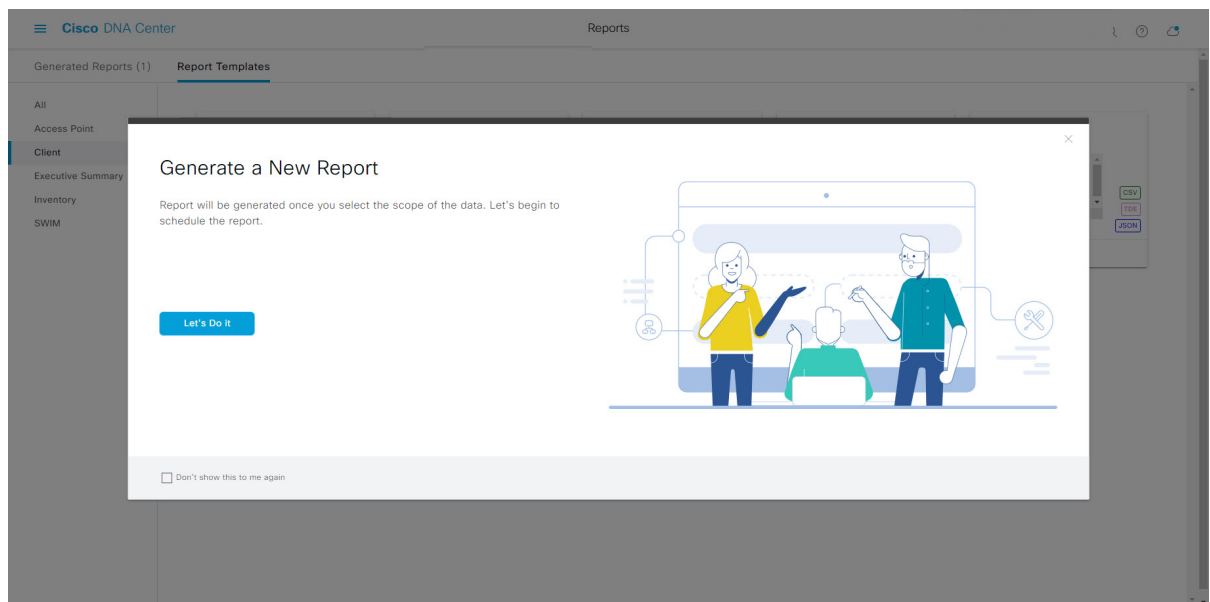 Cisco DNA Center
Reports
Generated Reports (1)
Report Templates
All
Access Point
Client
Executive Summary
Inventory
SWIM
Generate a New Report
Report will be generated once you select the scope of the data. Let's begin to
schedule the report.
Let's Do it
Don't show this to me again
CSV
TDE
JSON